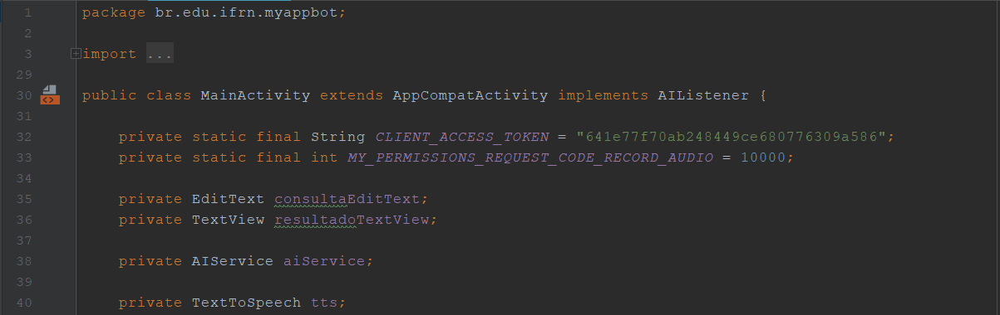 1 package br.edu.ifrn.myappbot;
2
3 import ...
29
30 public class MainActivity extends AppCompatActivity implements AIListener {
31
32 private static final String CLIENT_ACCESS_TOKEN = "641e77f70ab248449ce680776309a586";
33 private static final int MY_PERMISSIONS_REQUEST_CODE_RECORD_AUDIO = 10000;
34
35 private EditText consultaEditText;
36 private TextView resultadoTextView;
37
38 private AIService aiService;
39
40 private TextToSpeech tts;